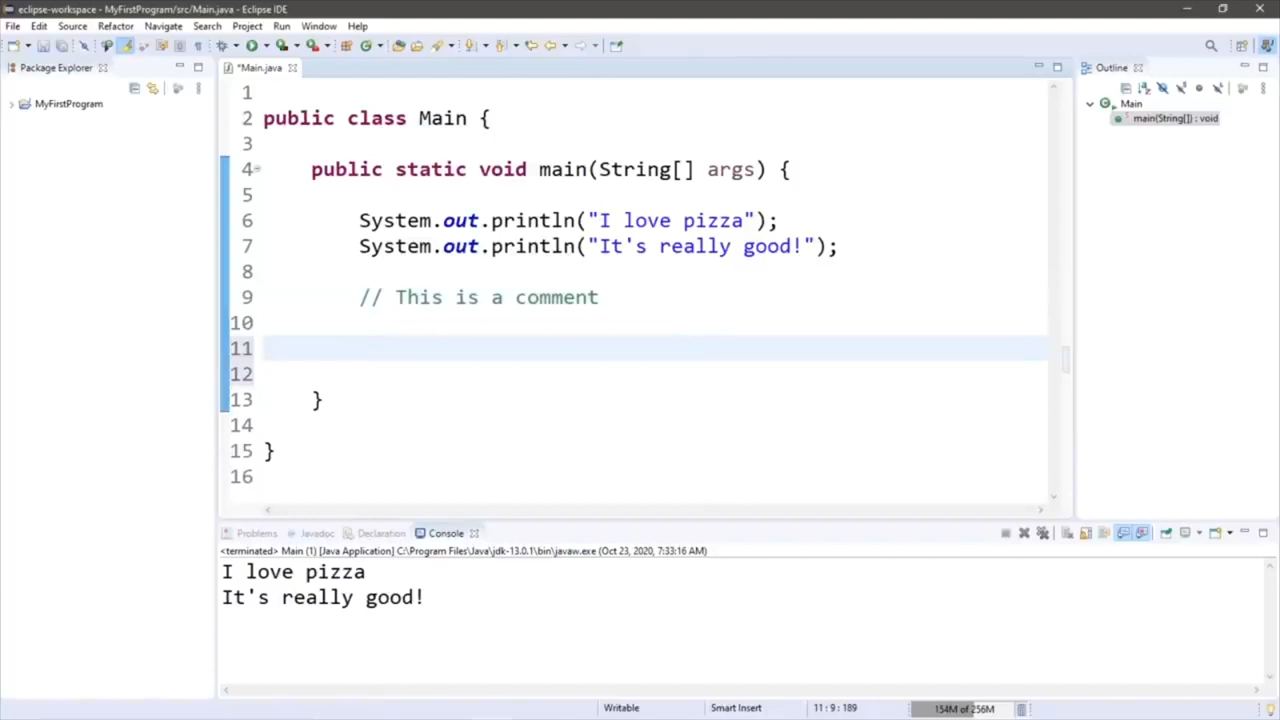 eclipse-workspace - MyFirstProgram/src/Main.java - Eclipse IDE
File Edit Source Refactor Navigate Search Project Run Window Help
Package Explorer
MyFirstProgram
*Main.java
1
2 public class Main {
3
4 public static void main(String[] args) {
5
6 System.out.println("I love pizza");
7 System.out.println("It's really good!");
8
9 // This is a comment
10
11
12
13 }
14
15 }
16
Outline
Main
main(String[]) : void
Problems Javadoc Declaration Console
<terminated> Main (1) [Java Application] C:\Program Files\Java\jdk-13.0.1\bin\javaw.exe (Oct 23, 2020, 7:33:16 AM)
I love pizza
It's really good!
Writable Smart Insert 11 : 9 : 189 154M of 256M